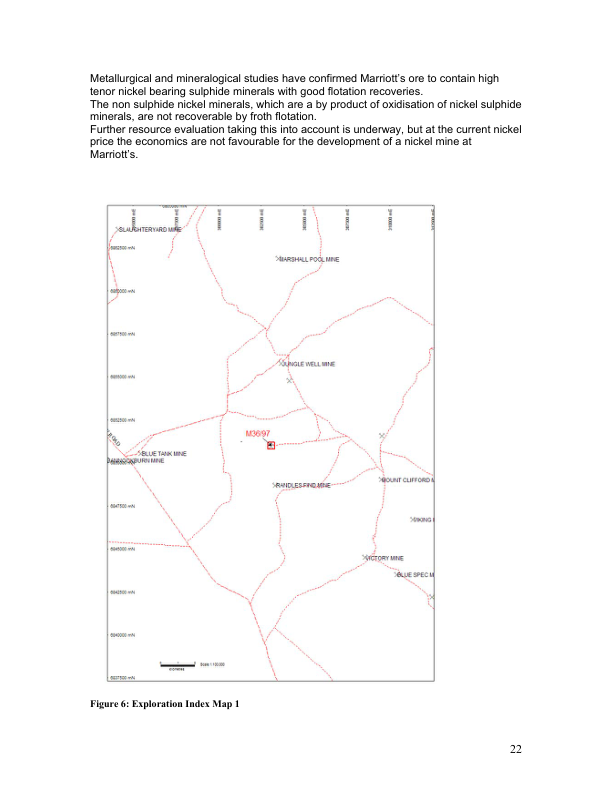 Metallurgical and mineralogical studies have confirmed Marriott's ore to contain high
tenor nickel bearing sulphide minerals with good flotation recoveries.
The non sulphide nickel minerals, which are a by product of oxidisation of nickel sulphide
minerals, are not recoverable by froth flotation.
Further resource evaluation taking this into account is underway, but at the current nickel
price the economics are not favourable for the development of a nickel mine at
Marriott's.
SLAUGHTERYARD MINE
MARSHALL POOL MINE
JUNGLE WELL MINE
M36/97
BLUE TANK MINE
BANNOCKBURN MINE
RANDLES FIND MINE
MOUNT CLIFFORD M
VIKING
VICTORY MINE
BLUE SPEC M
Scale 1:100,000
Figure 6: Exploration Index Map 1
22